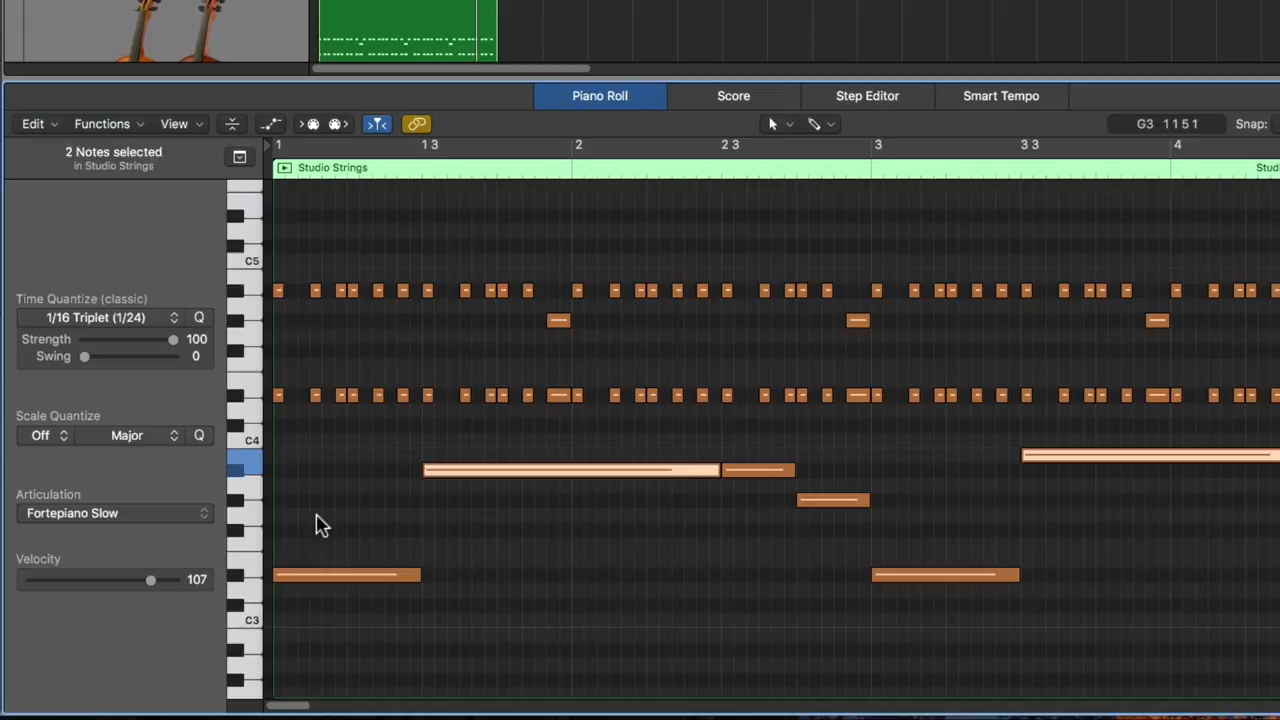 Piano Roll Score Step Editor Smart Tempo
Edit Functions View G3 1 1 5 1 Snap:
2 Notes selected
in Studio Strings
1 1 3 2 2 3 3 3 3 4
Studio Strings Stud
C5
Time Quantize (classic)
1/16 Triplet (1/24) Q
Strength 100
Swing 0
Scale Quantize
Off Major Q
C4
Articulation
Fortepiano Slow
Velocity
107
C3